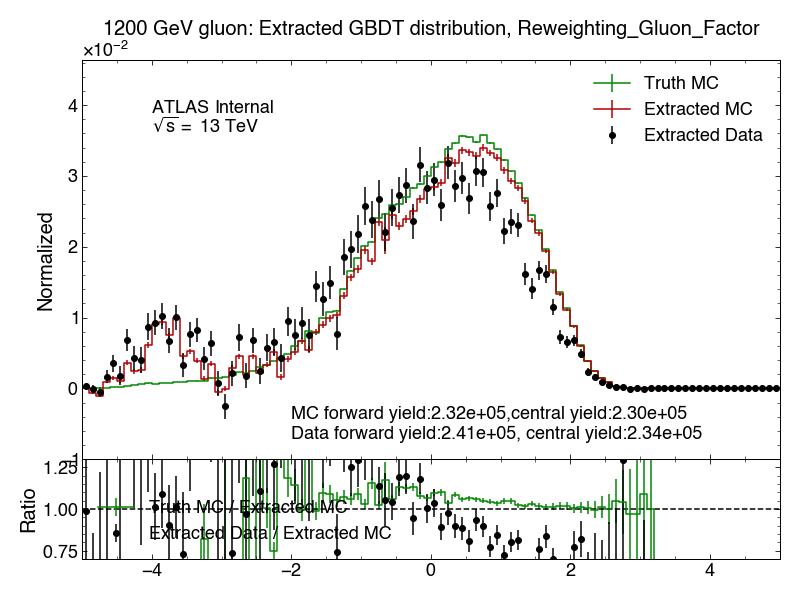 1200 GeV gluon: Extracted GBDT distribution, Reweighting_Gluon_Factor
×10⁻²
ATLAS Internal
√s = 13 TeV
Truth MC
Extracted MC
Extracted Data
4
3
2
1
0
Normalized
MC forward yield:2.32e+05,central yield:2.30e+05
Data forward yield:2.41e+05, central yield:2.34e+05
1
1.25
1.00
0.75
Ratio
Truth MC / Extracted MC
Extracted Data / Extracted MC
−4
−2
0
2
4